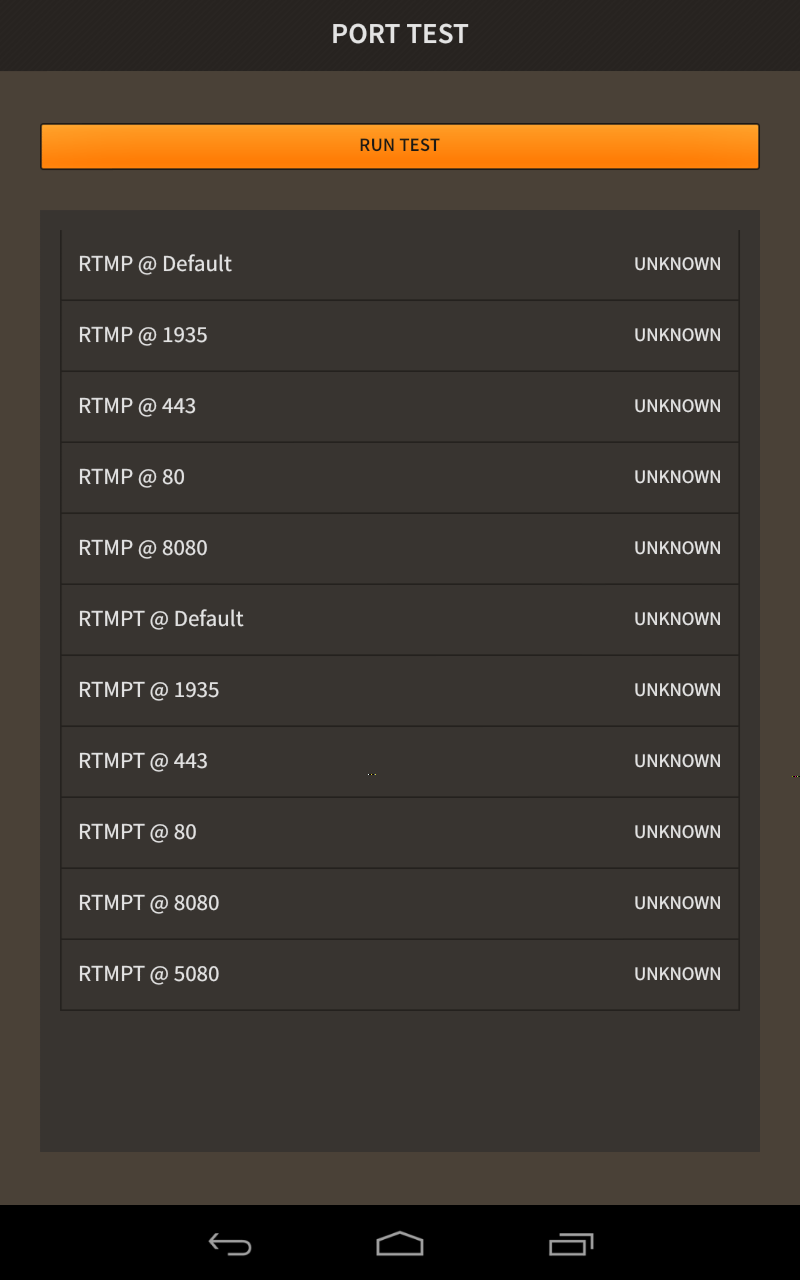 PORT TEST
RUN TEST
RTMP @ Default UNKNOWN
RTMP @ 1935 UNKNOWN
RTMP @ 443 UNKNOWN
RTMP @ 80 UNKNOWN
RTMP @ 8080 UNKNOWN
RTMPT @ Default UNKNOWN
RTMPT @ 1935 UNKNOWN
RTMPT @ 443 UNKNOWN
RTMPT @ 80 UNKNOWN
RTMPT @ 8080 UNKNOWN
RTMPT @ 5080 UNKNOWN